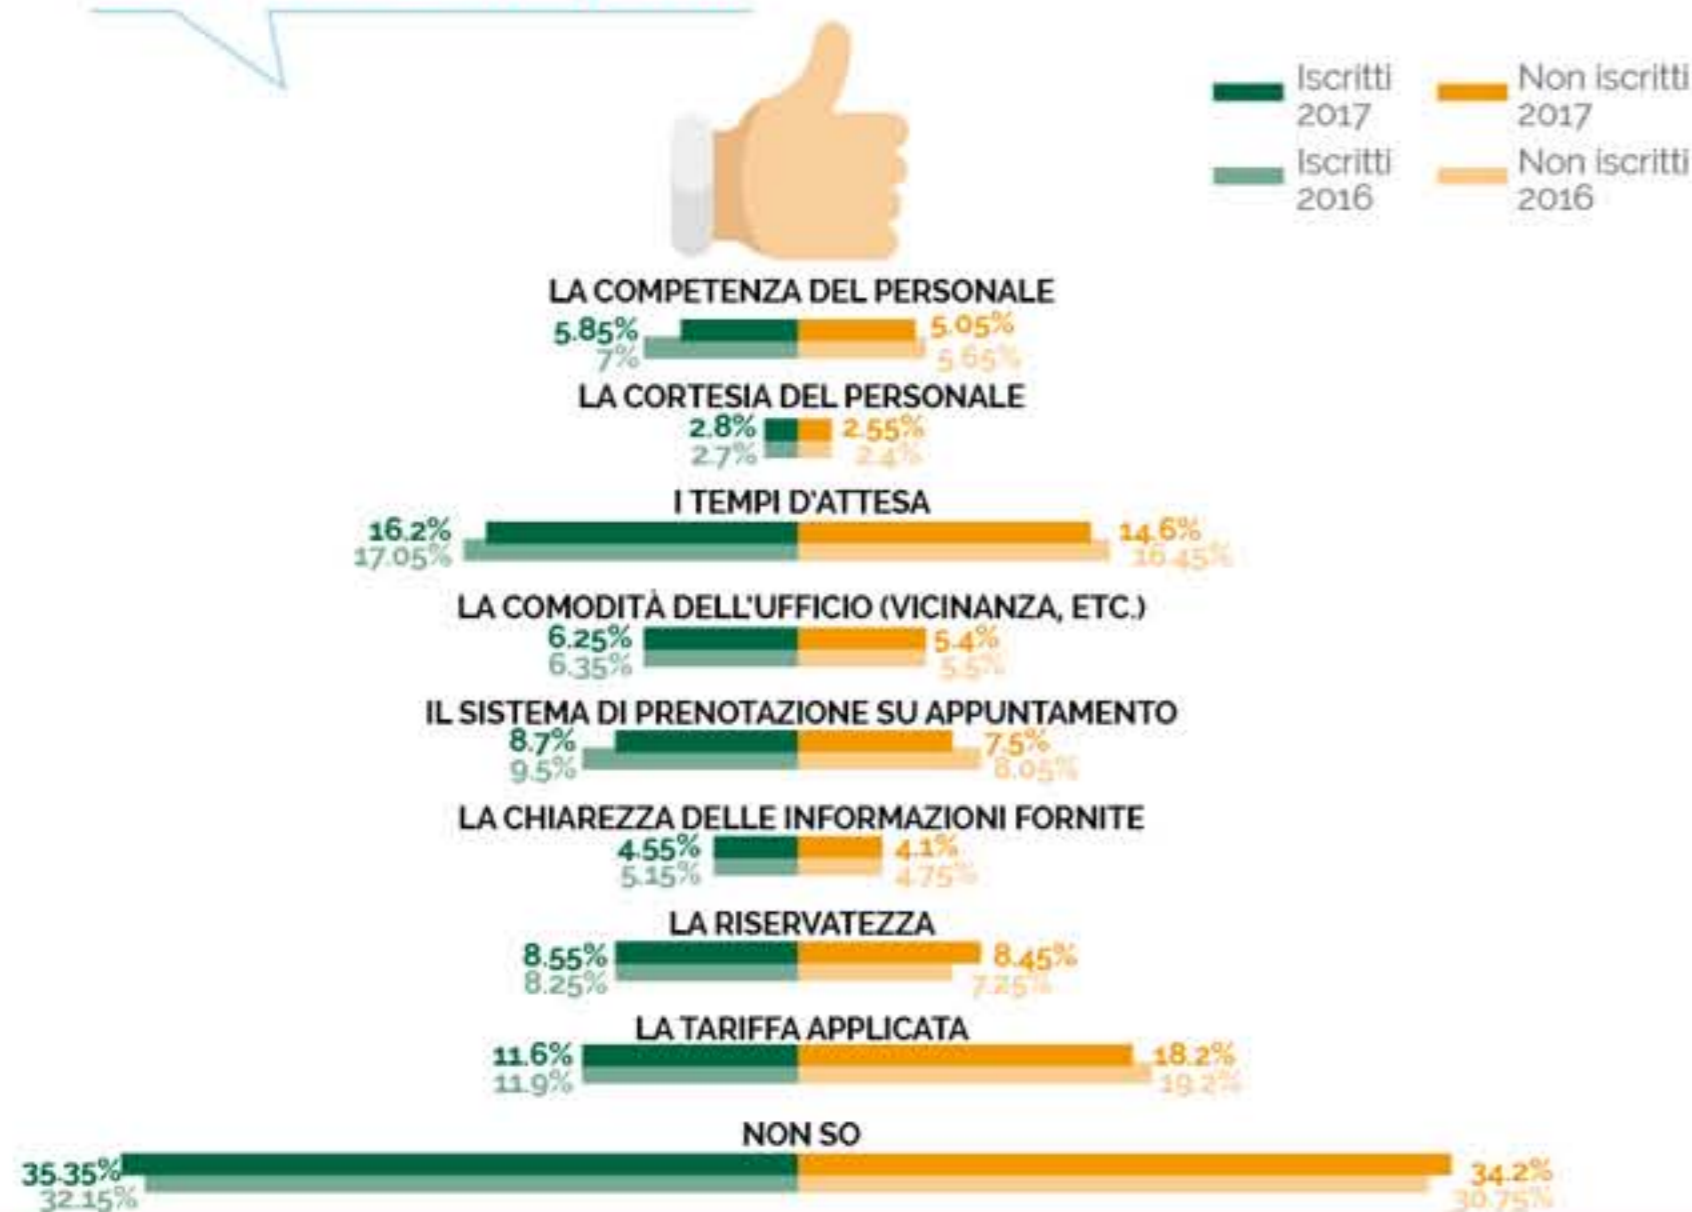 Iscritti 2017
Non iscritti 2017
Iscritti 2016
Non iscritti 2016
LA COMPETENZA DEL PERSONALE
5.85% 5.05%
7% 5.65%
LA CORTESIA DEL PERSONALE
2.8% 2.55%
2.7% 2.4%
I TEMPI D'ATTESA
16.2% 14.6%
17.05% 16.45%
LA COMODITÀ DELL'UFFICIO (VICINANZA, ETC.)
6.25% 5.4%
6.35% 5.5%
IL SISTEMA DI PRENOTAZIONE SU APPUNTAMENTO
8.7% 7.5%
9.5% 8.05%
LA CHIAREZZA DELLE INFORMAZIONI FORNITE
4.55% 4.1%
5.15% 4.75%
LA RISERVATEZZA
8.55% 8.45%
8.25% 7.25%
LA TARIFFA APPLICATA
11.6% 18.2%
11.9% 19.2%
NON SO
35.35% 34.2%
32.15% 30.75%